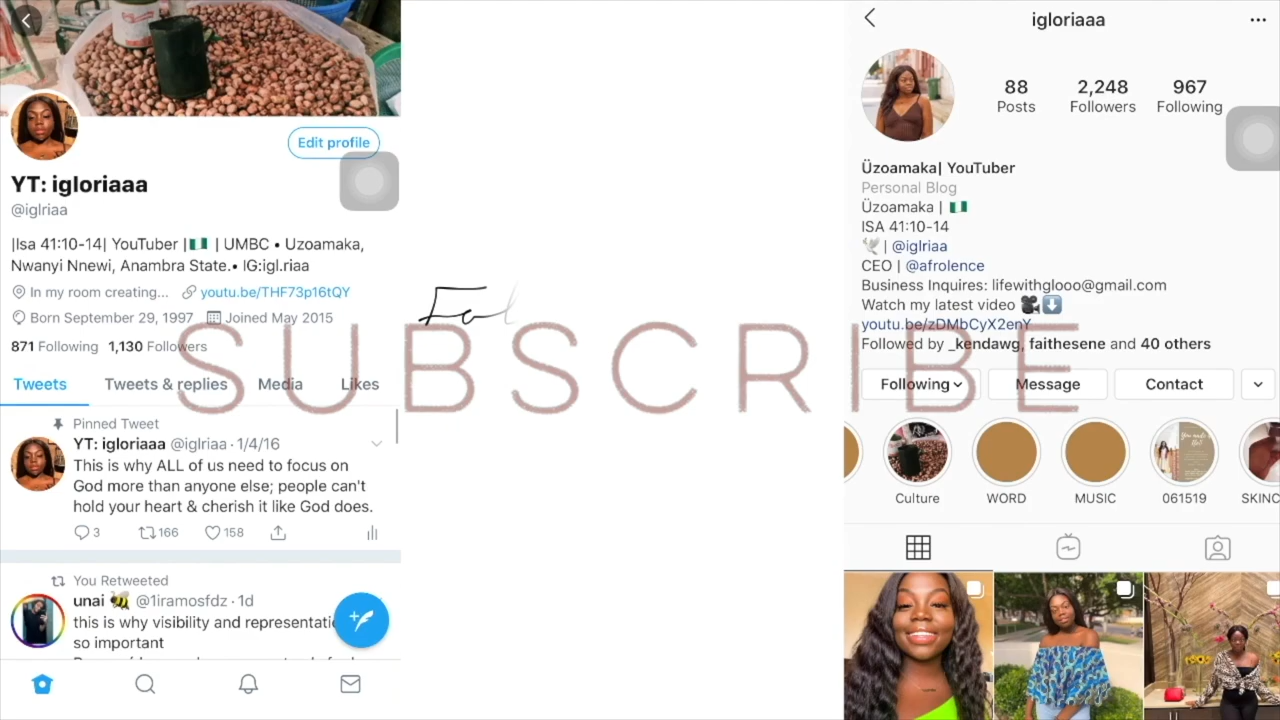 YT: igloriaaa
Edit profile
@iglriaa
|Isa 41:10-14| YouTuber |🇳🇬 | UMBC • Uzoamaka,
Nwanyi Nnewi, Anambra State.• IG:igl.riaa
In my room creating... youtu.be/THF73p16tQY
Born September 29, 1997 Joined May 2015
871 Following 1,130 Followers
Tweets Tweets & replies Media Likes
Pinned Tweet
YT: igloriaaa @iglriaa · 1/4/16
This is why ALL of us need to focus on
God more than anyone else; people can't
hold your heart & cherish it like God does.
3 166 158
You Retweeted
unai 🐝 @1iramosfdz · 1d
this is why visibility and
so important
SUBSCRIBE
igloriaaa
88 2,248 967
Posts Followers Following
Üzoamaka| YouTuber
Personal Blog
Üzoamaka | 🇳🇬
ISA 41:10-14
🕊 | @iglriaa
CEO | @afrolence
Business Inquires: lifewithglooo@gmail.com
Watch my latest video 🎥⬇️
youtu.be/zDMbCyX2enY
Followed by _kendawg, faithesene and 40 others
Following Message Contact
Culture WORD MUSIC 061519 SKINC